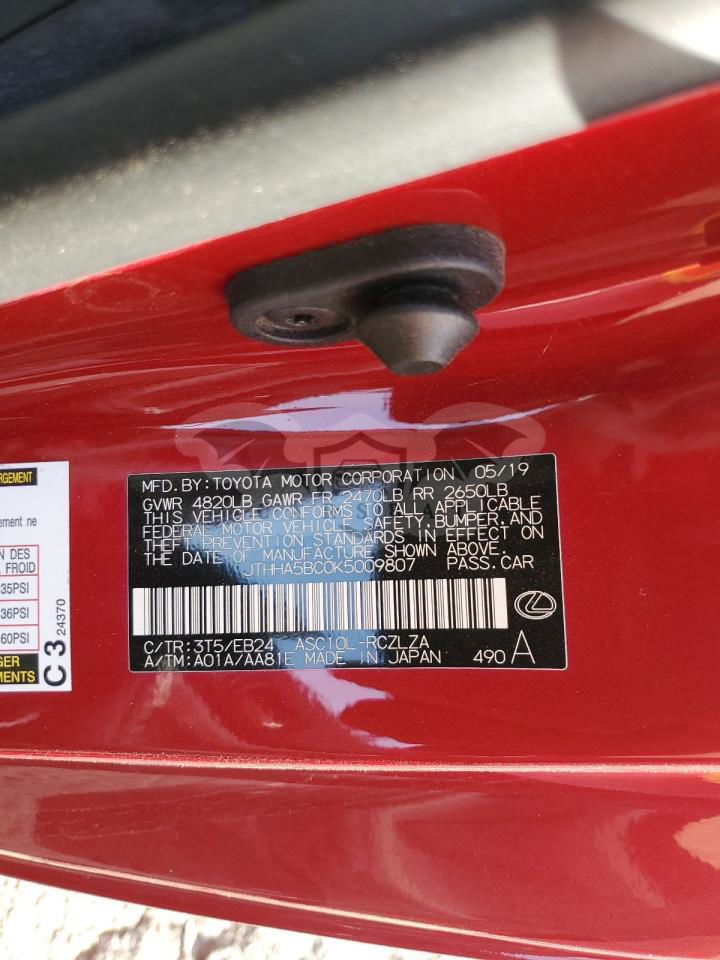 MFD. BY: TOYOTA MOTOR CORPORATION 05/19
GVWR 4820LB GAWR FR 2470LB RR 2650LB
THIS VEHICLE CONFORMS TO ALL APPLICABLE
FEDERAL MOTOR VEHICLE SAFETY, BUMPER, AND
THEFT PREVENTION STANDARDS IN EFFECT ON
THE DATE OF MANUFACTURE SHOWN ABOVE.
JTHHA5BC0K5009807 PASS. CAR
C/TR: 3T5/EB24 ASC10L-RCZLZA
A/TM: A01A/AA81E MADE IN JAPAN 490 A
ement ne
N DES
FROID
35PSI
36PSI
60PSI
MENTS
C3
24370